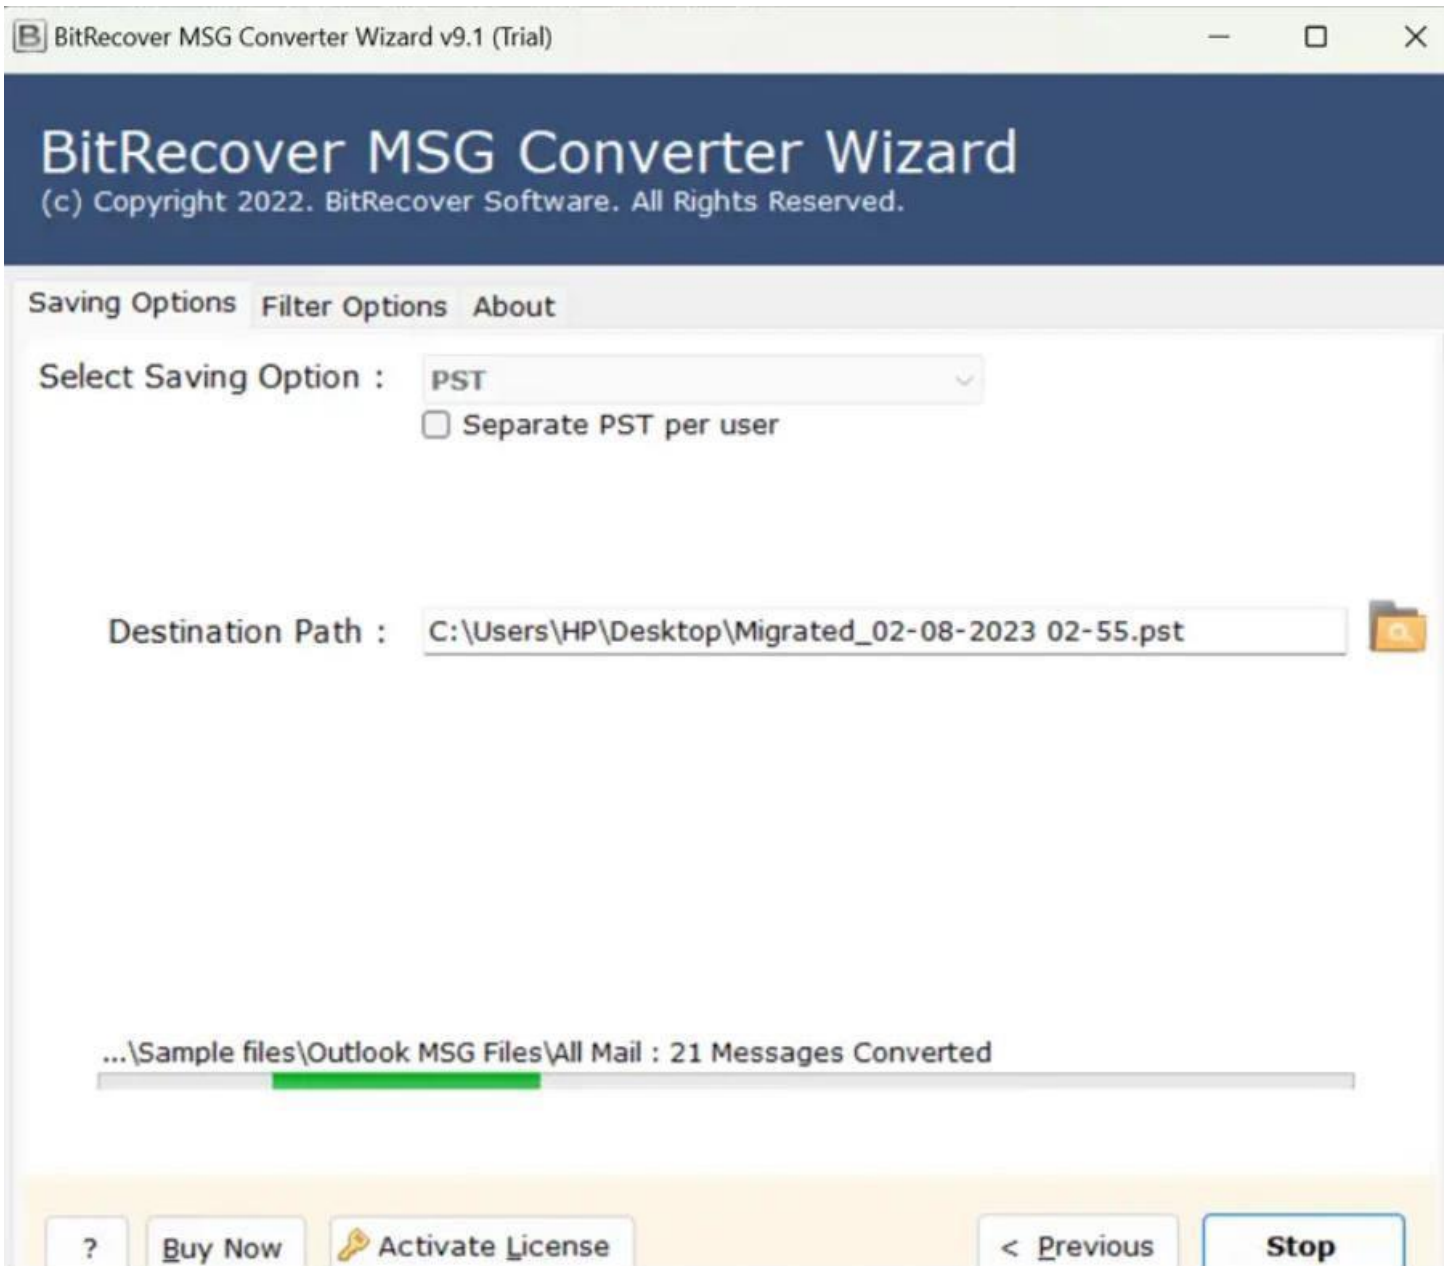 BitRecover MSG Converter Wizard v9.1 (Trial)
BitRecover MSG Converter Wizard
(c) Copyright 2022. BitRecover Software. All Rights Reserved.
Saving Options Filter Options About
Select Saving Option : PST
Separate PST per user
Destination Path : C:\Users\HP\Desktop\Migrated_02-08-2023 02-55.pst
...\Sample files\Outlook MSG Files\All Mail : 21 Messages Converted
? Buy Now Activate License < Previous Stop